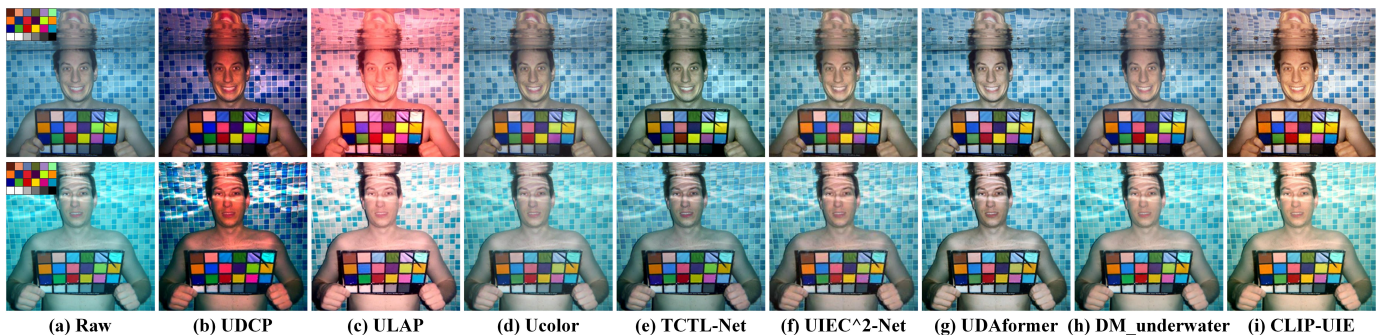 (a) Raw (b) UDCP (c) ULAP (d) Ucolor (e) TCTL-Net (f) UIEC^2-Net (g) UDAformer (h) DM_underwater (i) CLIP-UIE